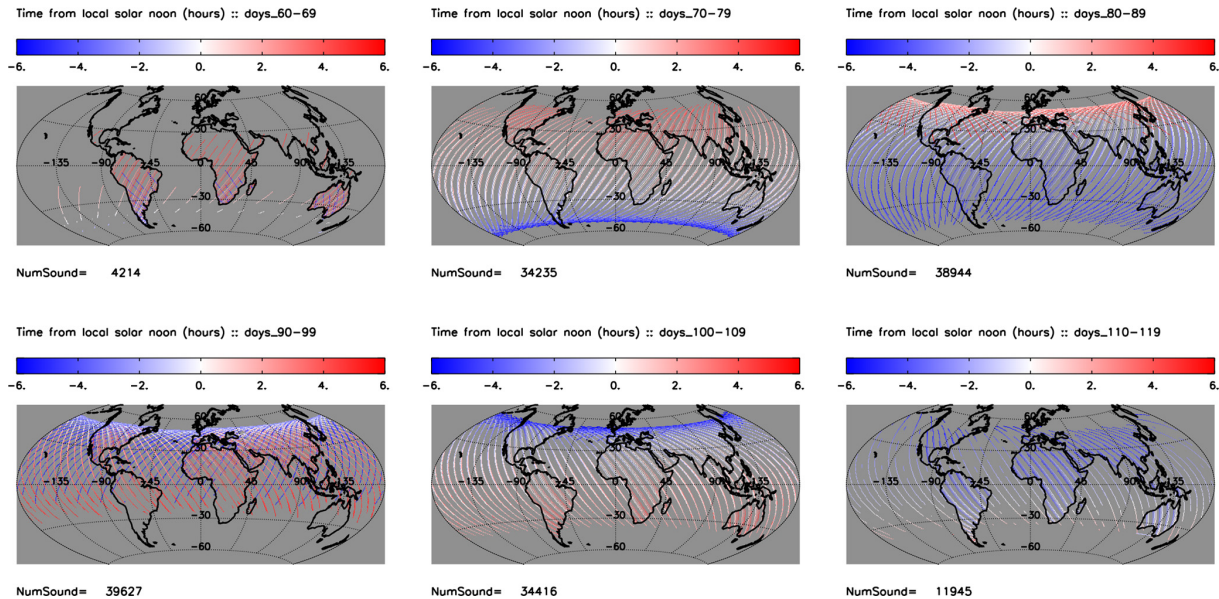 Time from local solar noon (hours) :: days_60-69
-6. -4. -2. 0. 2. 4. 6.
60
30
-135 -90 -45 0 45 90 135
-30
-60
NumSound= 4214
Time from local solar noon (hours) :: days_70-79
-6. -4. -2. 0. 2. 4. 6.
60
30
-135 -90 -45 0 45 90 135
-30
-60
NumSound= 34235
Time from local solar noon (hours) :: days_80-89
-6. -4. -2. 0. 2. 4. 6.
60
30
-135 -90 -45 0 45 90 135
-30
-60
NumSound= 38944
Time from local solar noon (hours) :: days_90-99
-6. -4. -2. 0. 2. 4. 6.
60
30
-135 -90 -45 0 45 90 135
-30
-60
NumSound= 39627
Time from local solar noon (hours) :: days_100-109
-6. -4. -2. 0. 2. 4. 6.
60
30
-135 -90 -45 0 45 90 135
-30
-60
NumSound= 34416
Time from local solar noon (hours) :: days_110-119
-6. -4. -2. 0. 2. 4. 6.
60
30
-135 -90 -45 0 45 90 135
-30
-60
NumSound= 11945